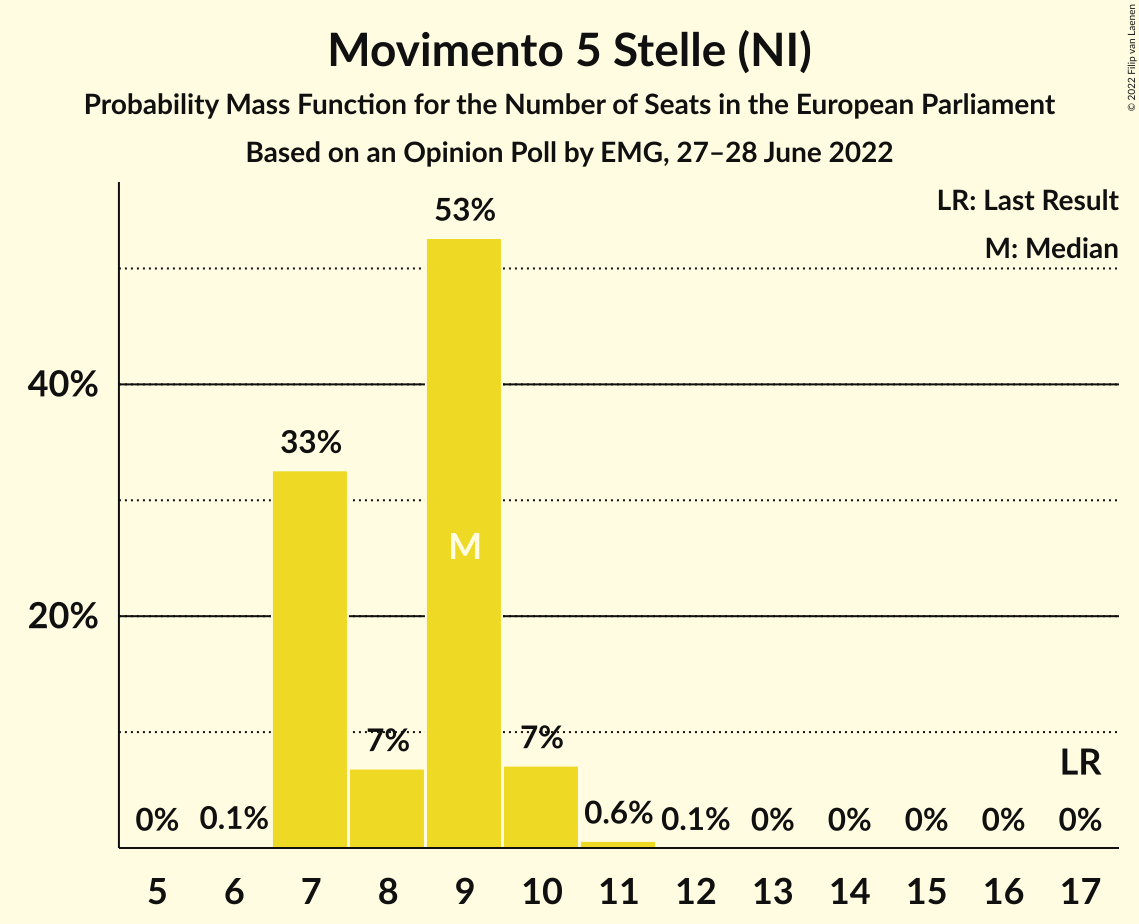 Movimento 5 Stelle (NI)
Probability Mass Function for the Number of Seats in the European Parliament
Based on an Opinion Poll by EMG, 27–28 June 2022
© 2022 Filip van Laenen
LR: Last Result
M: Median
53%
40%
33%
M
20%
7%
7%
LR
0%
0.1%
0.6%
0.1%
0%
0%
0%
0%
0%
5 6 7 8 9 10 11 12 13 14 15 16 17